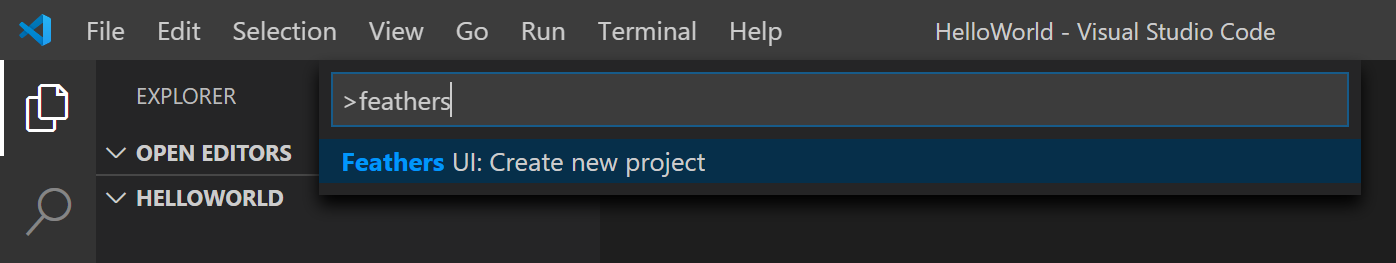 File Edit Selection View Go Run Terminal Help HelloWorld - Visual Studio Code
EXPLORER
>feathers
OPEN EDITORS
Feathers UI: Create new project
HELLOWORLD